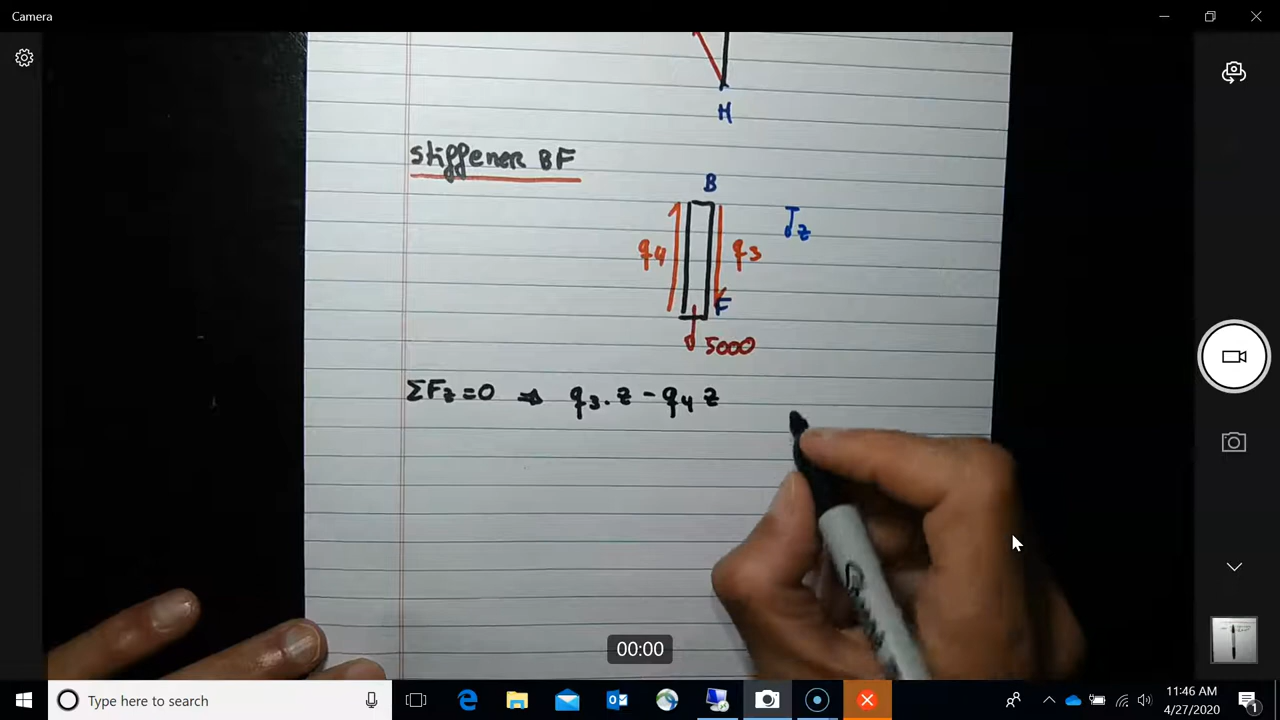 Camera
H
stiffener BF
B
z
q4
q3
F
5000
ΣFz=0 ⇒ q3.z - q4 z
00:00
Type here to search
11:46 AM
4/27/2020
1